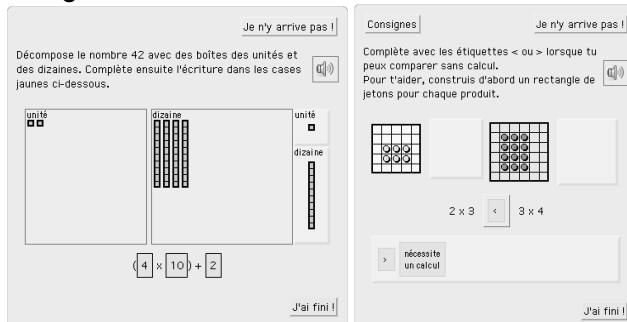 Je n'y arrive pas !
Décompose le nombre 42 avec des boîtes des unités et
des dizaines. Complète ensuite l'écriture dans les cases
jaunes ci-dessous.
unité
dizaine
unité
dizaine
( 4 x 10 ) + 2
J'ai fini !
Consignes
Je n'y arrive pas !
Complète avec les étiquettes < ou > lorsque tu
peux comparer sans calcul.
Pour t'aider, construis d'abord un rectangle de
jetons pour chaque produit.
2 x 3 < 3 x 4
>
nécessite
un calcul
J'ai fini !